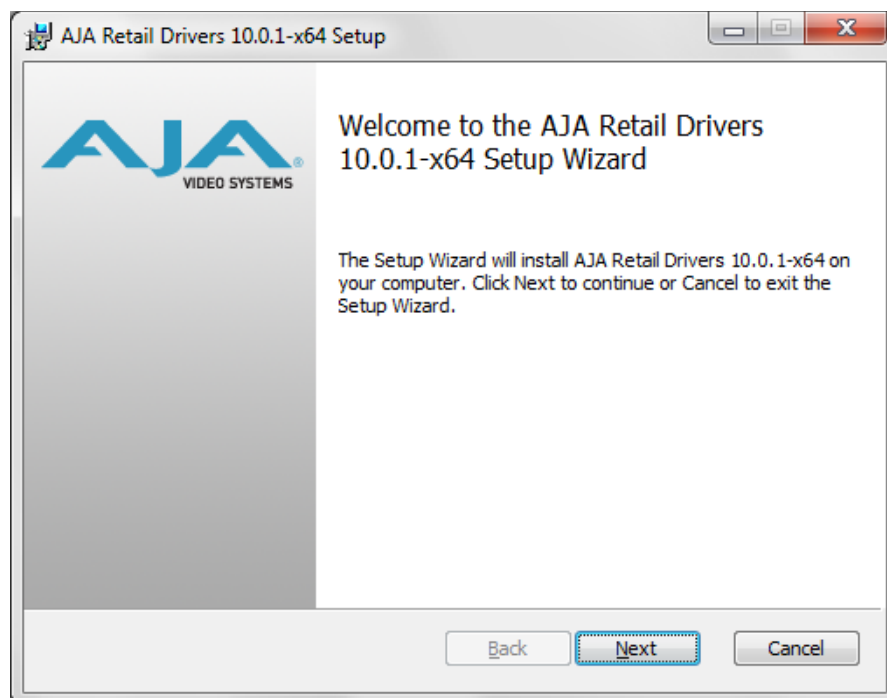 AJA Retail Drivers 10.0.1-x64 Setup
AJA
VIDEO SYSTEMS
Welcome to the AJA Retail Drivers
10.0.1-x64 Setup Wizard
The Setup Wizard will install AJA Retail Drivers 10.0.1-x64 on
your computer. Click Next to continue or Cancel to exit the
Setup Wizard.
Back
Next
Cancel